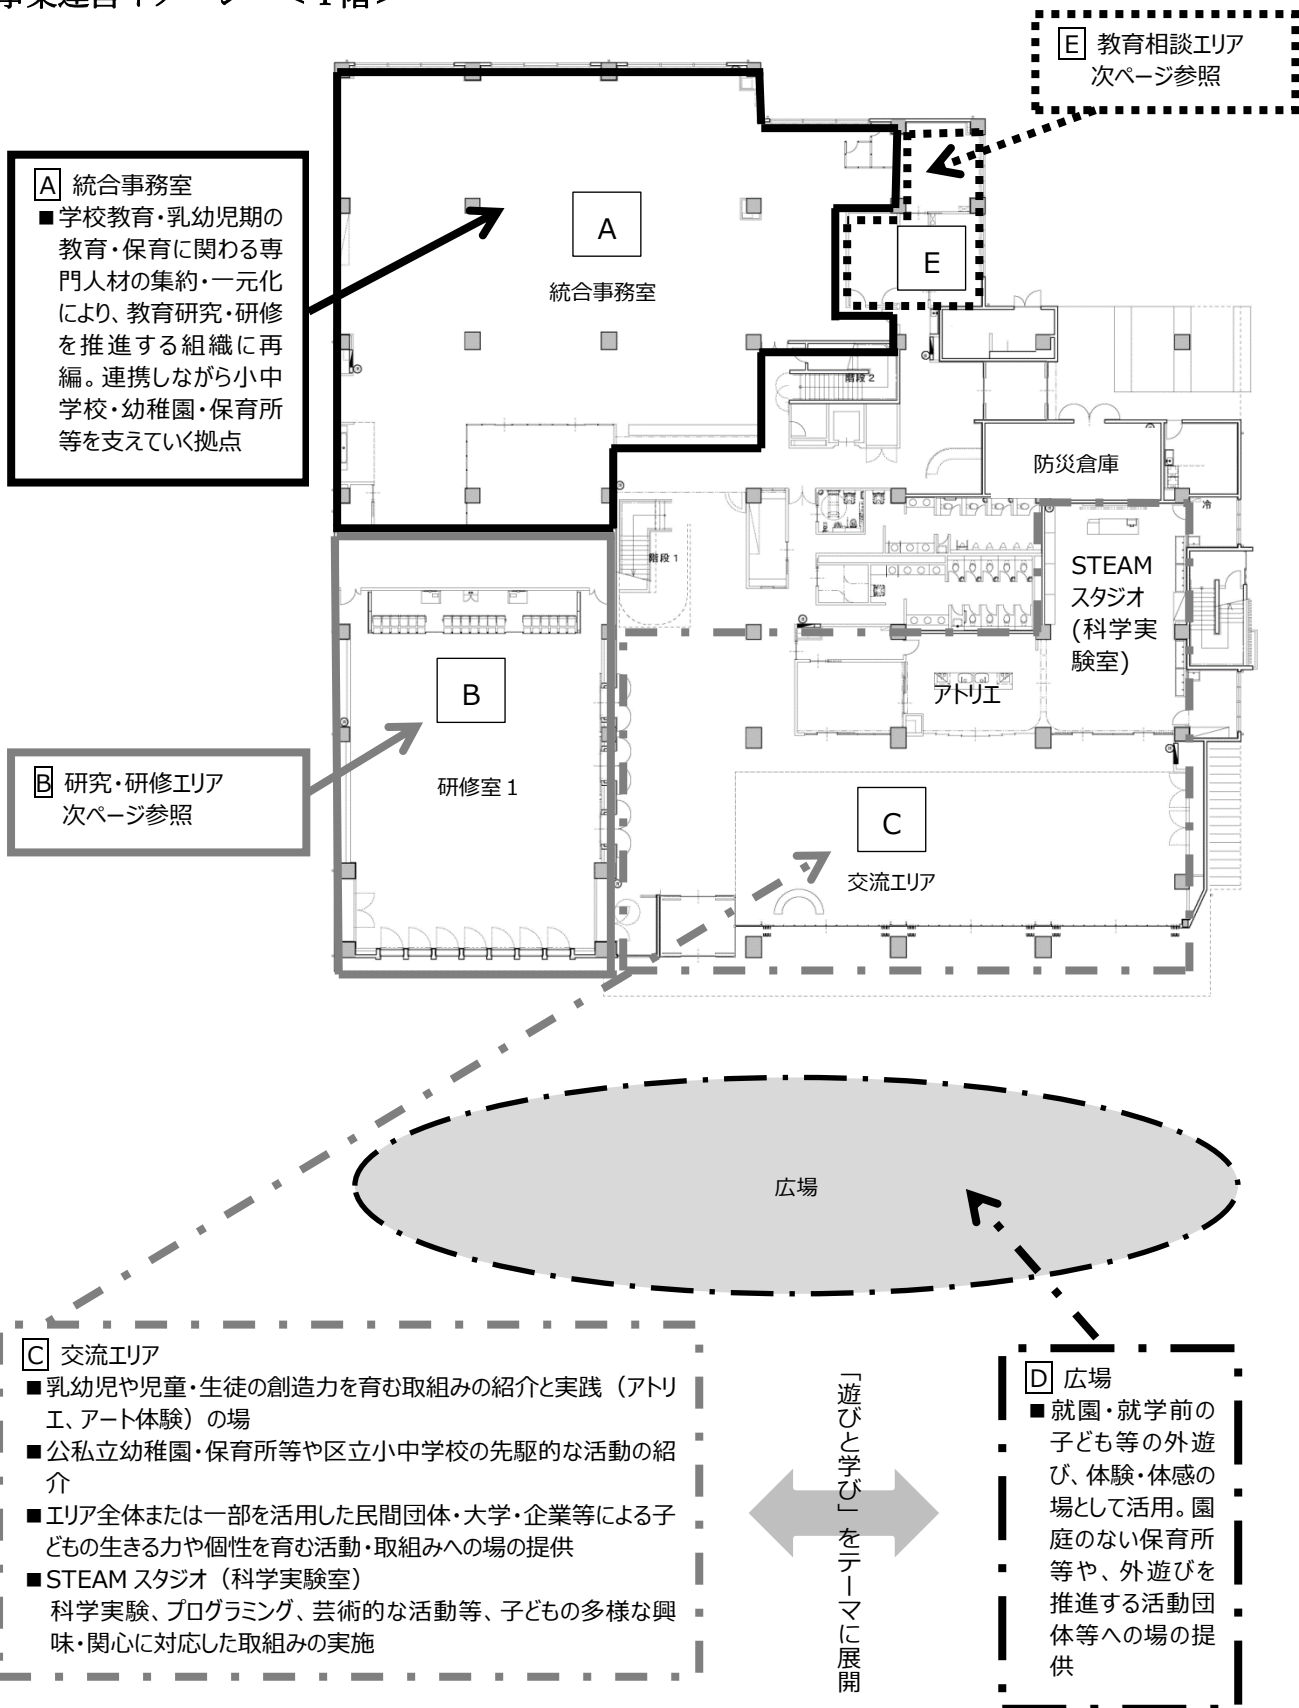 事業運営イメージ <1階>
E 教育相談エリア
次ページ参照
A 統合事務室
■学校教育・乳幼児期の
教育・保育に関わる専
門人材の集約・一元化
により、教育研究・研修
を推進する組織に再
編。連携しながら小中
学校・幼稚園・保育所
等を支えていく拠点
A
統合事務室
E
階段2
防災倉庫
冷
階段1
STEAM
スタジオ
(科学実
験室)
アトリエ
B
研修室1
B 研究・研修エリア
次ページ参照
C
交流エリア
広場
C 交流エリア
■乳幼児や児童・生徒の創造力を育む取組みの紹介と実践（アトリ
エ、アート体験）の場
■公私立幼稚園・保育所等や区立小中学校の先駆的な活動の紹
介
■エリア全体または一部を活用した民間団体・大学・企業等による子
どもの生きる力や個性を育む活動・取組みへの場の提供
■STEAM スタジオ（科学実験室）
科学実験、プログラミング、芸術的な活動等、子どもの多様な興
味・関心に対応した取組みの実施
「遊びと学び」をテーマに展開
D 広場
■就園・就学前の
子ども等の外遊
び、体験・体感の
場として活用。園
庭のない保育所
等や、外遊びを
推進する活動団
体等への場の提
供